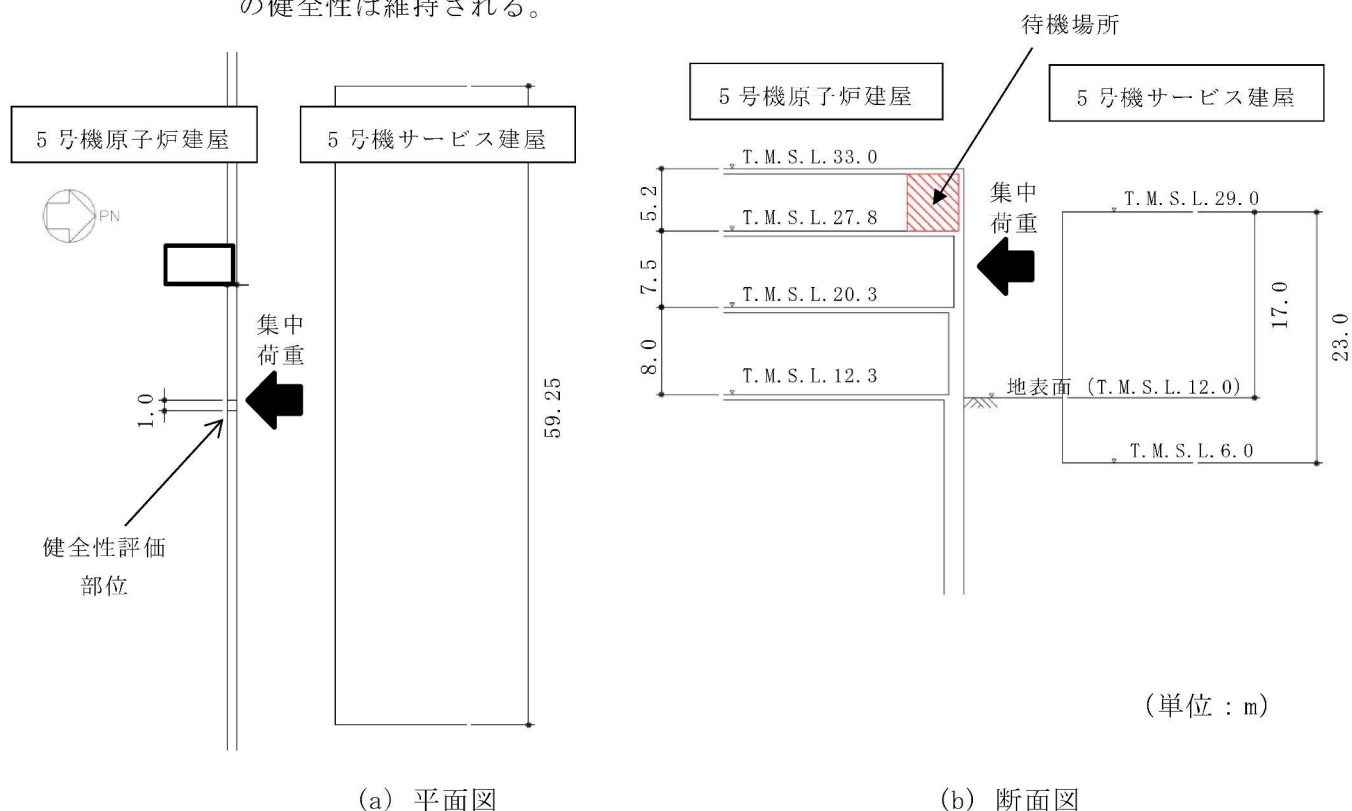 の健全性は維持される。
5号機原子炉建屋
5号機サービス建屋
PN
集中
荷重
1.0
59.25
健全性評価
部位
(a) 平面図
待機場所
5号機原子炉建屋
5号機サービス建屋
T.M.S.L.33.0
5.2
T.M.S.L.27.8
集中
荷重
T.M.S.L.29.0
7.5
T.M.S.L.20.3
17.0
23.0
8.0
T.M.S.L.12.3
地表面 (T.M.S.L.12.0)
T.M.S.L.6.0
(単位:m)
(b) 断面図